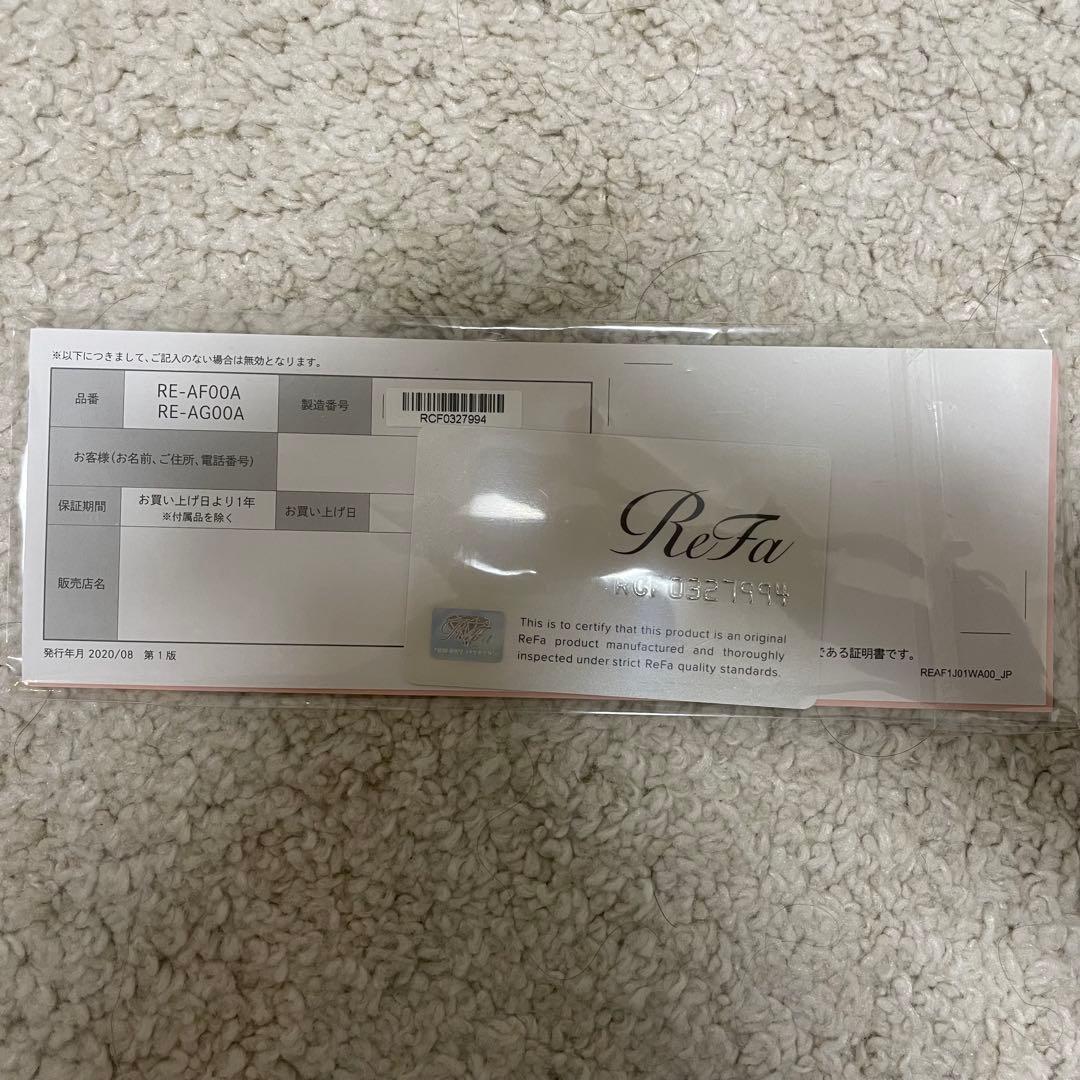 ※以下につきまして、ご記入のない場合は無効となります。
品番
RE-AF00A
RE-AG00A
製造番号
RCF0327994
お客様(お名前、ご住所、電話番号)
保証期間
お買い上げ日より1年
※付属品を除く
お買い上げ日
販売店名
発行年月 2020/08 第1版
ReFa
RCF0327994
This is to certify that this product is an original
ReFa product manufactured and thoroughly
inspected under strict ReFa quality standards.
である証明書です。
REAF1J01WA00_JP